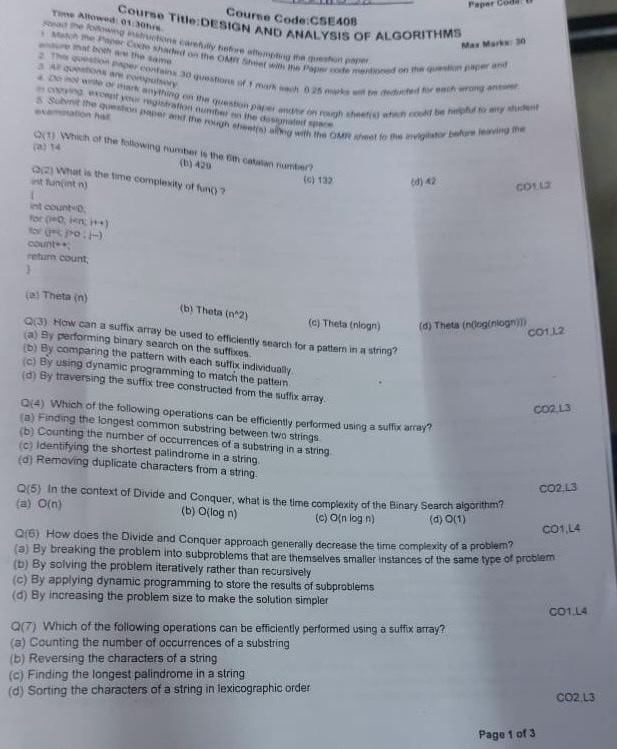 Paper Code:
Course Code:CSE408
Course Title:DESIGN AND ANALYSIS OF ALGORITHMS
Time Allowed: 01:30hrs.
Max Marks: 30
Read the following instructions carefully before attempting the question paper.
1. Match the Paper Code shaded on the OMR Sheet with the Paper code mentioned on the question paper and
ensure that both are the same.
2. This question paper contains 30 questions of 1 mark each. 0.25 marks will be deducted for each wrong answer.
3. All questions are compulsory.
4. Do not write or mark anything on the question paper and/or on rough sheet(s) which could be helpful to any student
in copying, except your registration number on the designated space.
5. Submit the question paper and the rough sheet(s) along with the OMR sheet to the invigilator before leaving the
examination hall.
Q(1) Which of the following number is the 6th catalan number?
(a) 14 (b) 429 (c) 132 (d) 42
CO1,L2
Q(2) What is the time complexity of fun() ?
int fun(int n)
{
int count=0;
for (i=0; i<n; i++)
for (j=i; j>0 ; j--)
count++;
return count;
}
(a) Theta (n) (b) Theta (n^2) (c) Theta (nlogn) (d) Theta (n(log(nlogn)))
CO1,L2
Q(3) How can a suffix array be used to efficiently search for a pattern in a string?
(a) By performing binary search on the suffixes.
(b) By comparing the pattern with each suffix individually.
(c) By using dynamic programming to match the pattern.
(d) By traversing the suffix tree constructed from the suffix array.
CO2,L3
Q(4) Which of the following operations can be efficiently performed using a suffix array?
(a) Finding the longest common substring between two strings.
(b) Counting the number of occurrences of a substring in a string.
(c) Identifying the shortest palindrome in a string.
(d) Removing duplicate characters from a string.
CO2,L3
Q(5) In the context of Divide and Conquer, what is the time complexity of the Binary Search algorithm?
(a) O(n) (b) O(log n) (c) O(n log n) (d) O(1)
CO1,L4
Q(6) How does the Divide and Conquer approach generally decrease the time complexity of a problem?
(a) By breaking the problem into subproblems that are themselves smaller instances of the same type of problem
(b) By solving the problem iteratively rather than recursively
(c) By applying dynamic programming to store the results of subproblems
(d) By increasing the problem size to make the solution simpler
CO1,L4
Q(7) Which of the following operations can be efficiently performed using a suffix array?
(a) Counting the number of occurrences of a substring
(b) Reversing the characters of a string
(c) Finding the longest palindrome in a string
(d) Sorting the characters of a string in lexicographic order
CO2,L3
Page 1 of 3